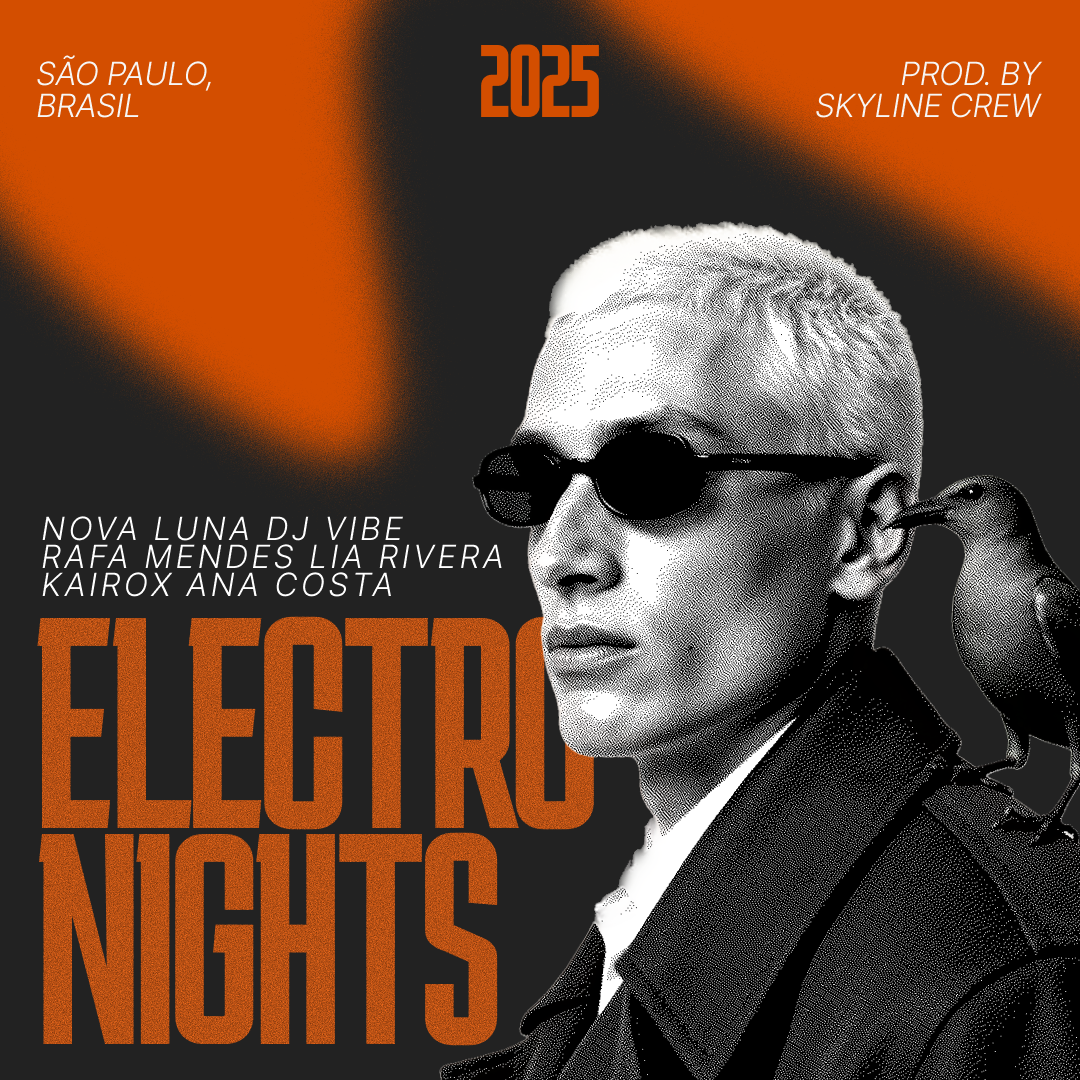 SÃO PAULO,
BRASIL
2025
PROD. BY
SKYLINE CREW
NOVA LUNA DJ VIBE
RAFA MENDES LIA RIVERA
KAIROX ANA COSTA
ELECTRO
NIGHTS